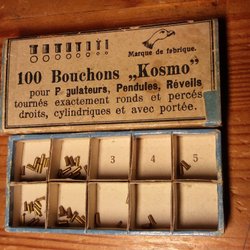 Marque de fabrique.
100 Bouchons „Kosmo"
pour Régulateurs, Pendules, Réveils
tournés exactement ronds et percés
droits, cylindriques et avec portée.
3
4
5